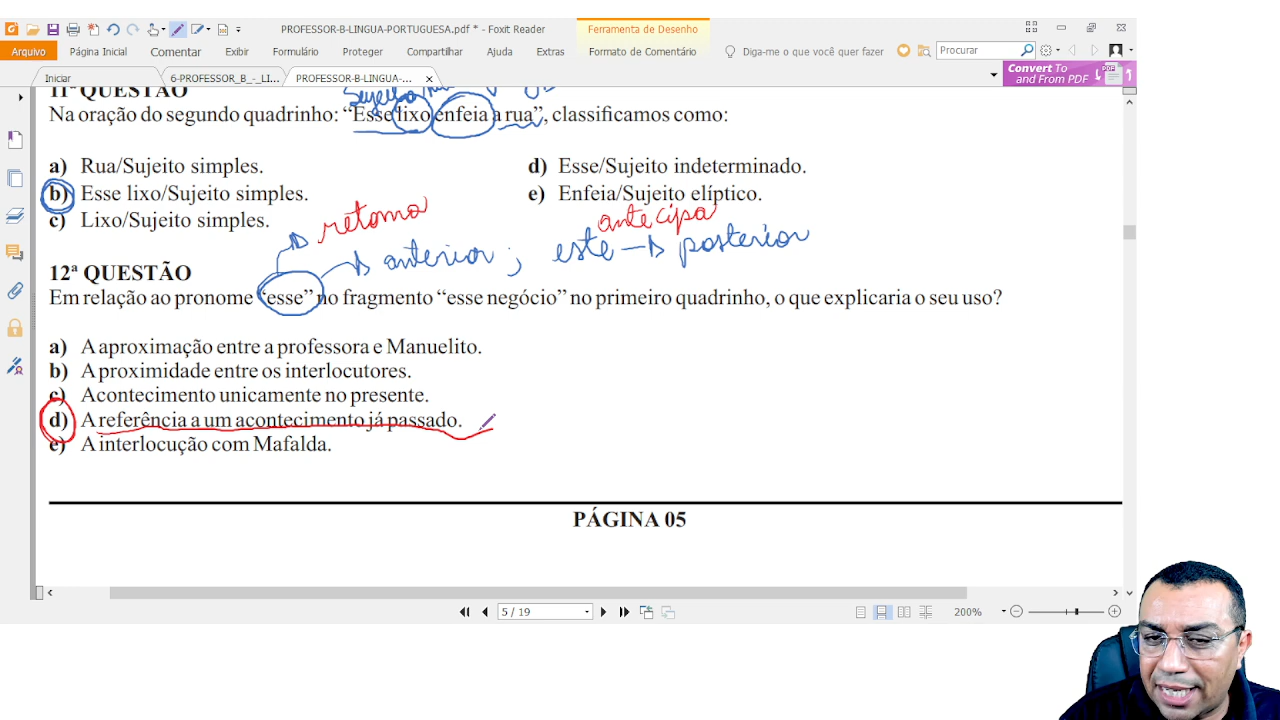 PROFESSOR-B-LINGUA-PORTUGUESA.pdf * - Foxit Reader
Ferramenta de Desenho
Arquivo Página Inicial Comentar Exibir Formulário Proteger Compartilhar Ajuda Extras Formato de Comentário Diga-me o que você quer fazer Procurar
Iniciar 6-PROFESSOR_B_-_LI... PROFESSOR-B-LINGUA-...
Convert To
and From PDF
PDF
Sujeito
11ª QUESTÃO
Na oração do segundo quadrinho: “Esse lixo enfeia a rua”, classificamos como:
a) Rua/Sujeito simples.
b) Esse lixo/Sujeito simples.
c) Lixo/Sujeito simples.
d) Esse/Sujeito indeterminado.
e) Enfeia/Sujeito elíptico.
retoma
antecipa
anterior ; este → posterior
12ª QUESTÃO
Em relação ao pronome “esse” no fragmento “esse negócio” no primeiro quadrinho, o que explicaria o seu uso?
a) A aproximação entre a professora e Manuelito.
b) A proximidade entre os interlocutores.
c) Acontecimento unicamente no presente.
d) A referência a um acontecimento já passado.
e) A interlocução com Mafalda.
PÁGINA 05
5 / 19
200%